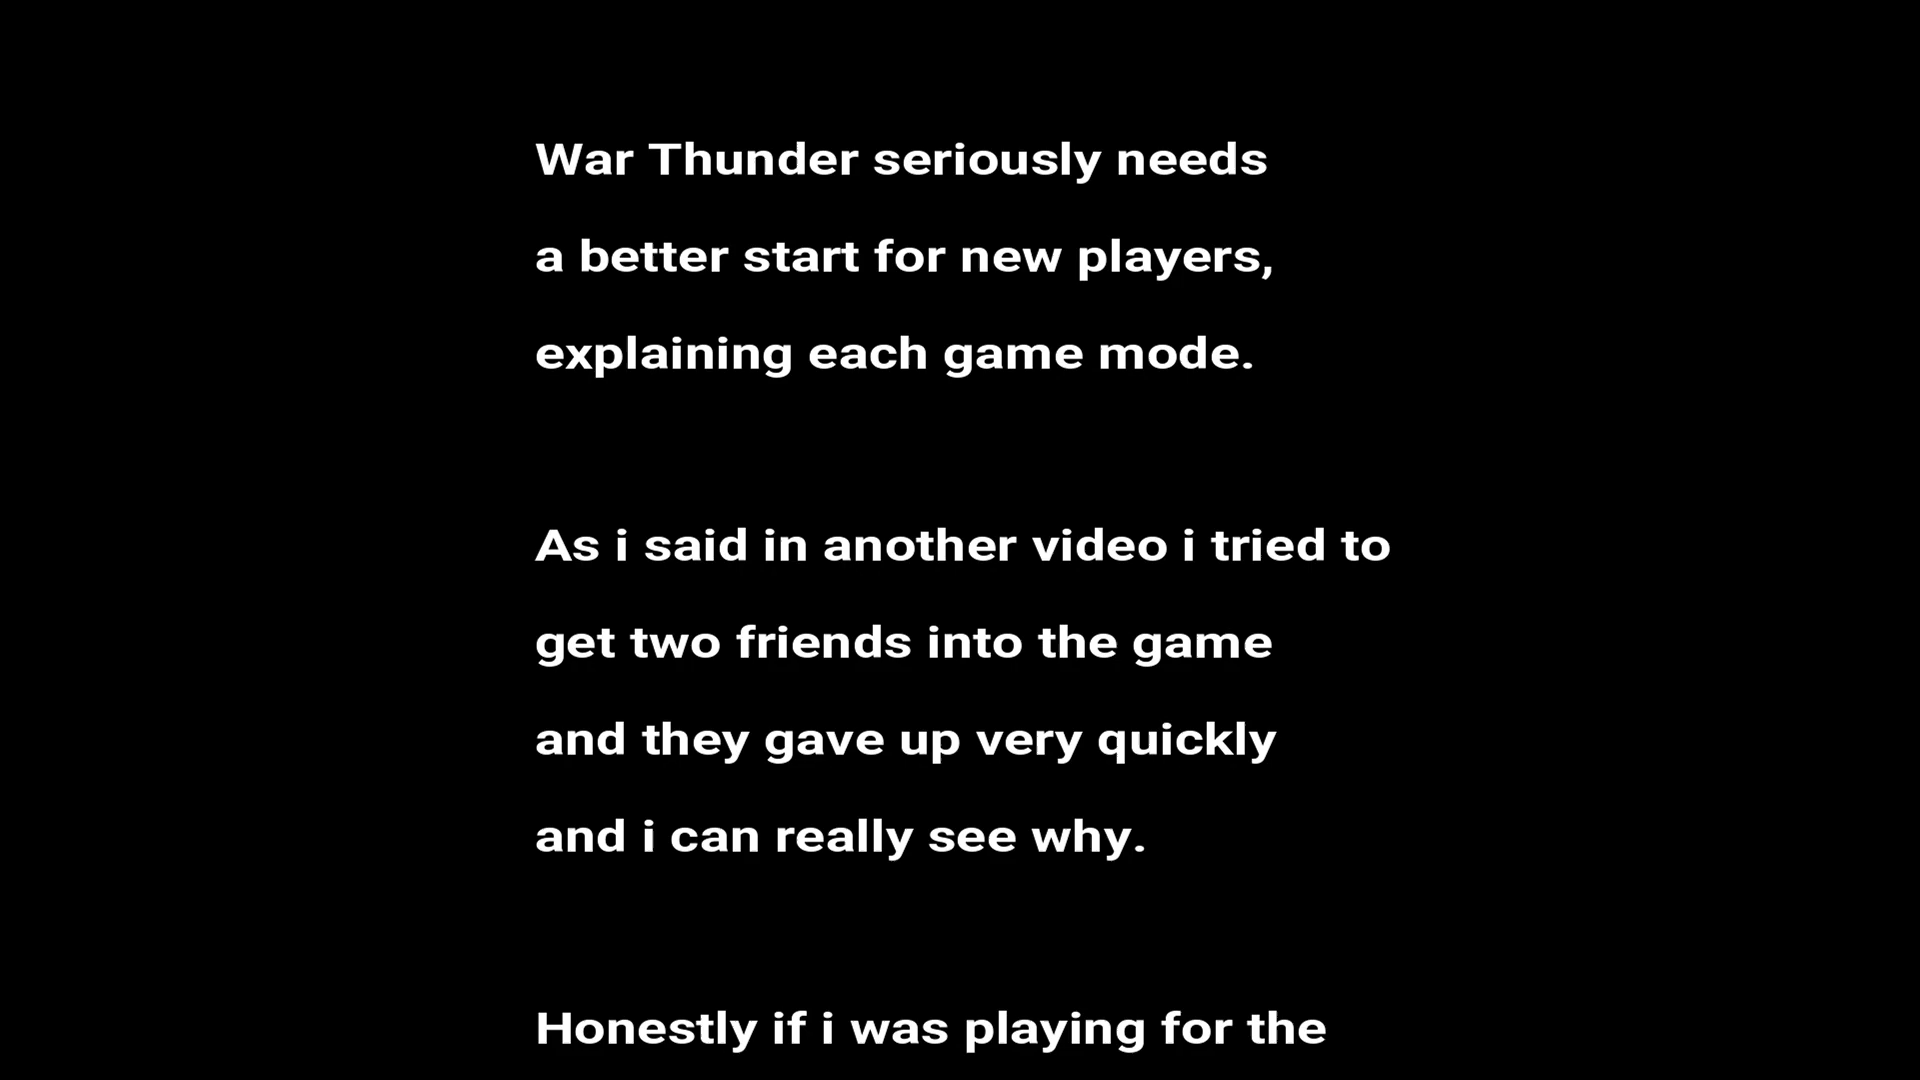 War Thunder seriously needs
a better start for new players,
explaining each game mode.
As i said in another video i tried to
get two friends into the game
and they gave up very quickly
and i can really see why.
Honestly if i was playing for the